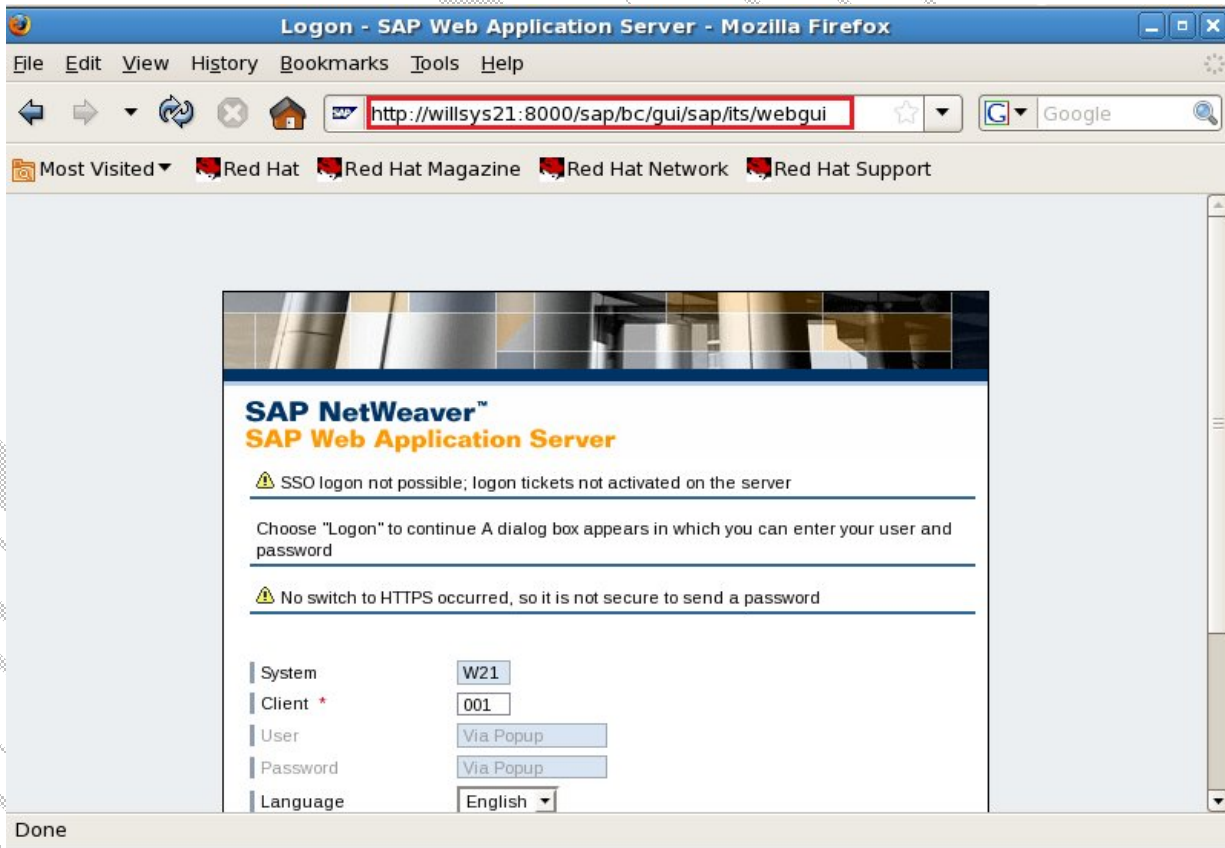 Logon - SAP Web Application Server - Mozilla Firefox
File Edit View History Bookmarks Tools Help
SAP http://willsys21:8000/sap/bc/gui/sap/its/webgui G Google
Most Visited Red Hat Red Hat Magazine Red Hat Network Red Hat Support
SAP NetWeaver™
SAP Web Application Server
SSO logon not possible; logon tickets not activated on the server
Choose "Logon" to continue A dialog box appears in which you can enter your user and
password
No switch to HTTPS occurred, so it is not secure to send a password
System W21
Client * 001
User Via Popup
Password Via Popup
Language English
Done